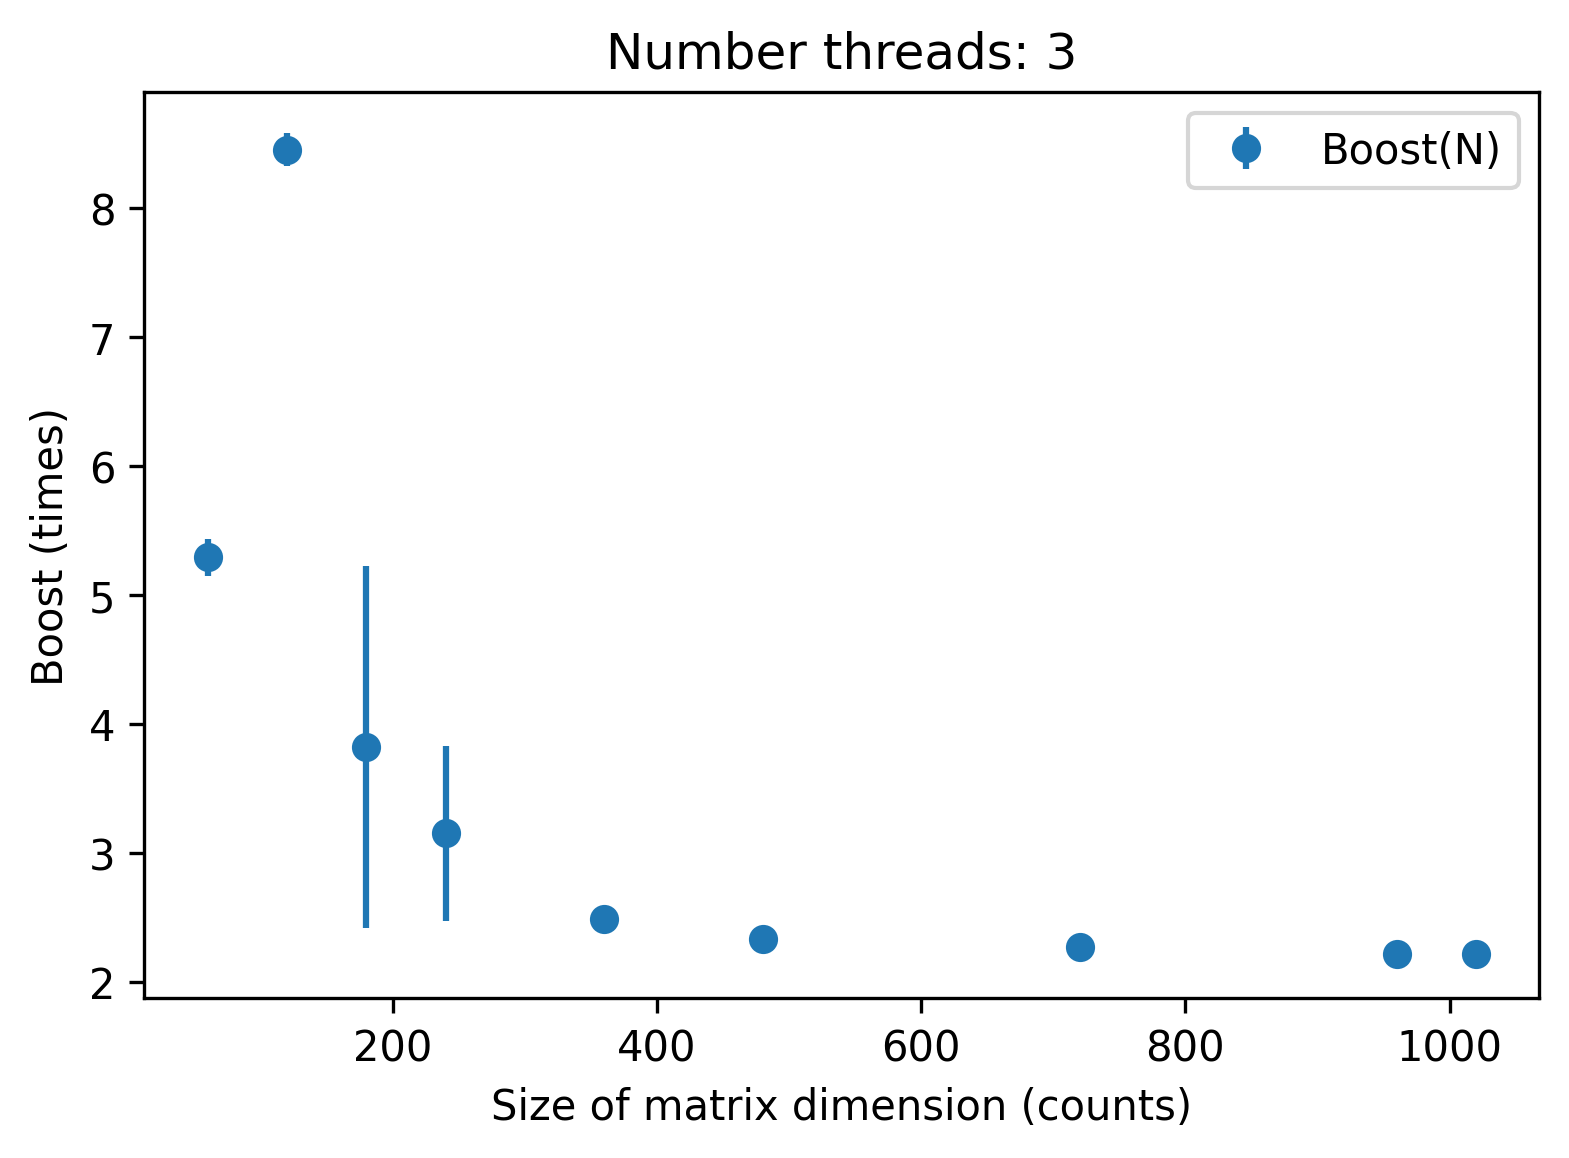 Number threads: 3
Boost(N)
Boost (times)
8
7
6
5
4
3
2
200 400 600 800 1000
Size of matrix dimension (counts)